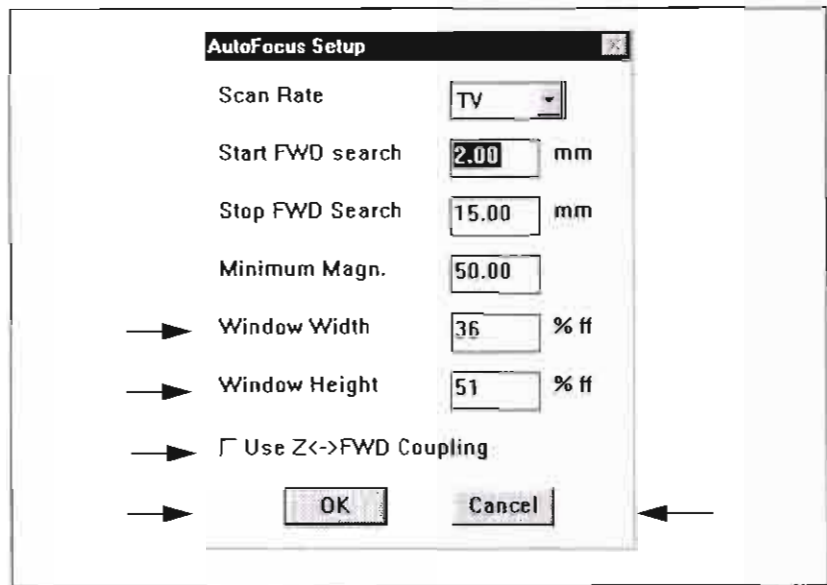 AutoFocus Setup
Scan Rate TV
Start FWD search 2.00 mm
Stop FWD Search 15.00 mm
Minimum Magn. 50.00
Window Width 36 % ff
Window Height 51 % ff
Use Z<->FWD Coupling
OK Cancel